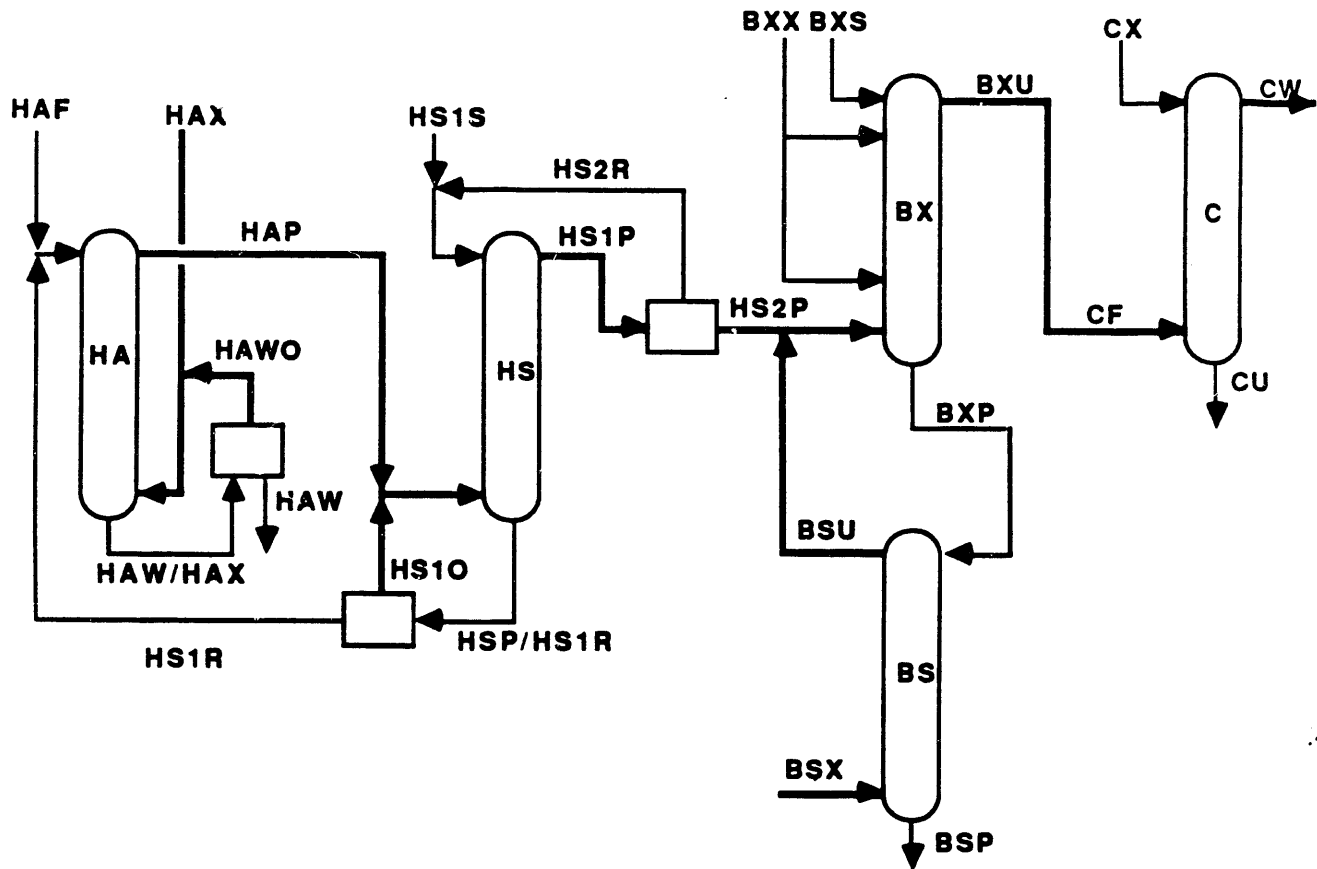 BXX
BXS
CX
HAF
HAX
HS1S
BXU
CW
HS2R
HAP
HS1P
BX
C
HS2P
CF
HA
HAWO
HS
CU
BXP
HAW
BSU
HAW/HAX
HS1O
HS1R
HSP/HS1R
BS
BSX
BSP